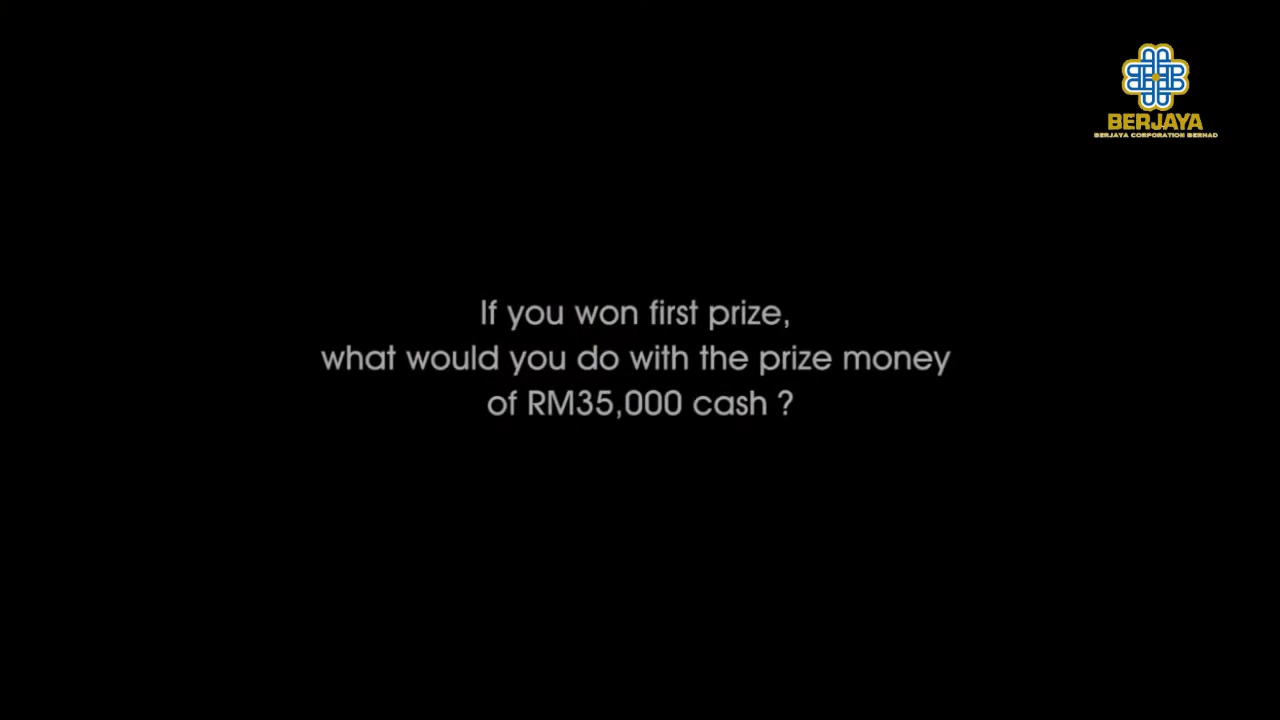 BERJAYA
BERJAYA CORPORATION BERHAD
If you won first prize,
what would you do with the prize money
of RM35,000 cash ?